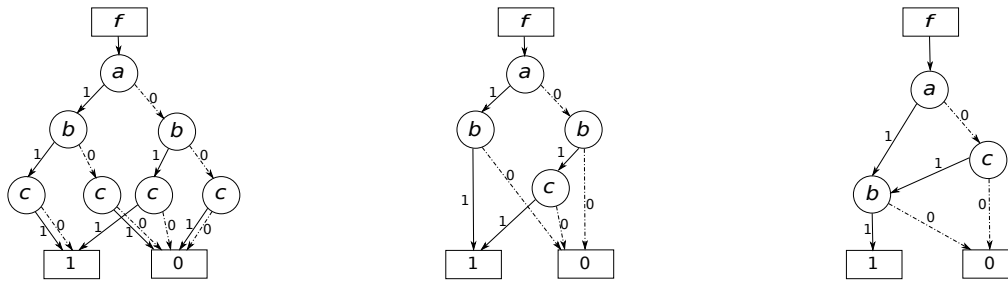 f f f
a a a
1 0 1 0 0
b b b b 1 1 c
1 0 1 0 1 0 b 0
c c c c c 0
1 0 1 0 1 0 1 0 1 1 0 0 1
1 0 1 0 1 0